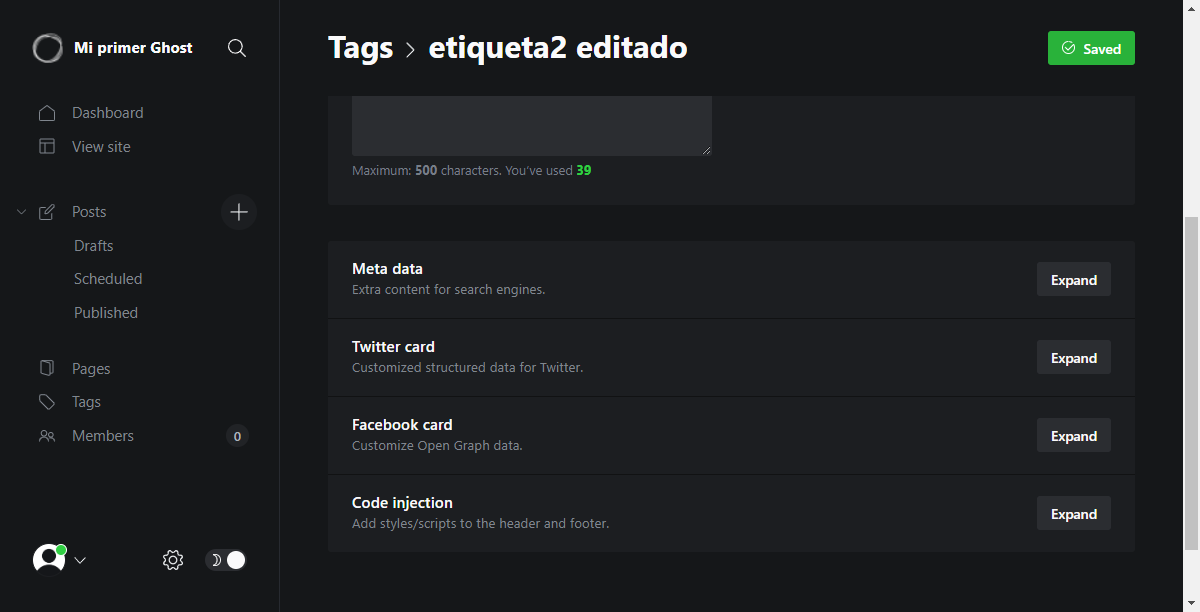 Mi primer Ghost
Dashboard
View site
Posts
Drafts
Scheduled
Published
Pages
Tags
Members
0
Tags > etiqueta2 editado
Saved
Maximum: 500 characters. You've used 39
Meta data
Extra content for search engines.
Expand
Twitter card
Customized structured data for Twitter.
Expand
Facebook card
Customize Open Graph data.
Expand
Code injection
Add styles/scripts to the header and footer.
Expand